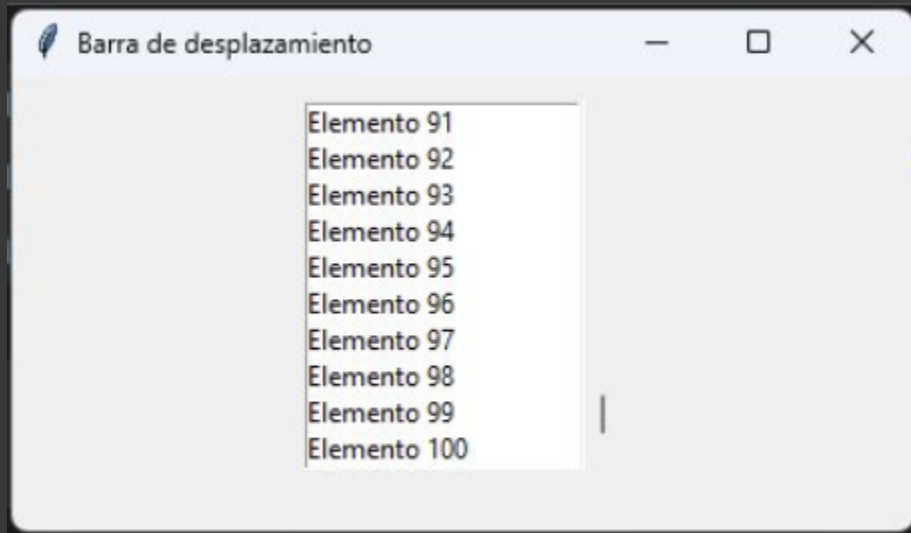 Barra de desplazamiento
Elemento 91
Elemento 92
Elemento 93
Elemento 94
Elemento 95
Elemento 96
Elemento 97
Elemento 98
Elemento 99
Elemento 100